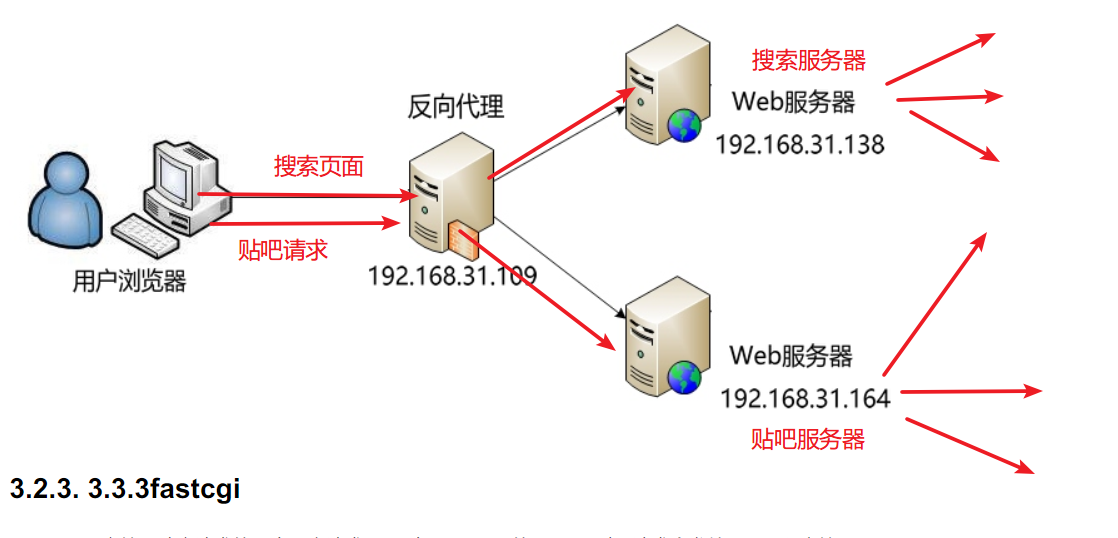 搜索服务器
反向代理
Web服务器
192.168.31.138
搜索页面
贴吧请求
用户浏览器
192.168.31.109
Web服务器
192.168.31.164
贴吧服务器
3.2.3. 3.3.3fastcgi